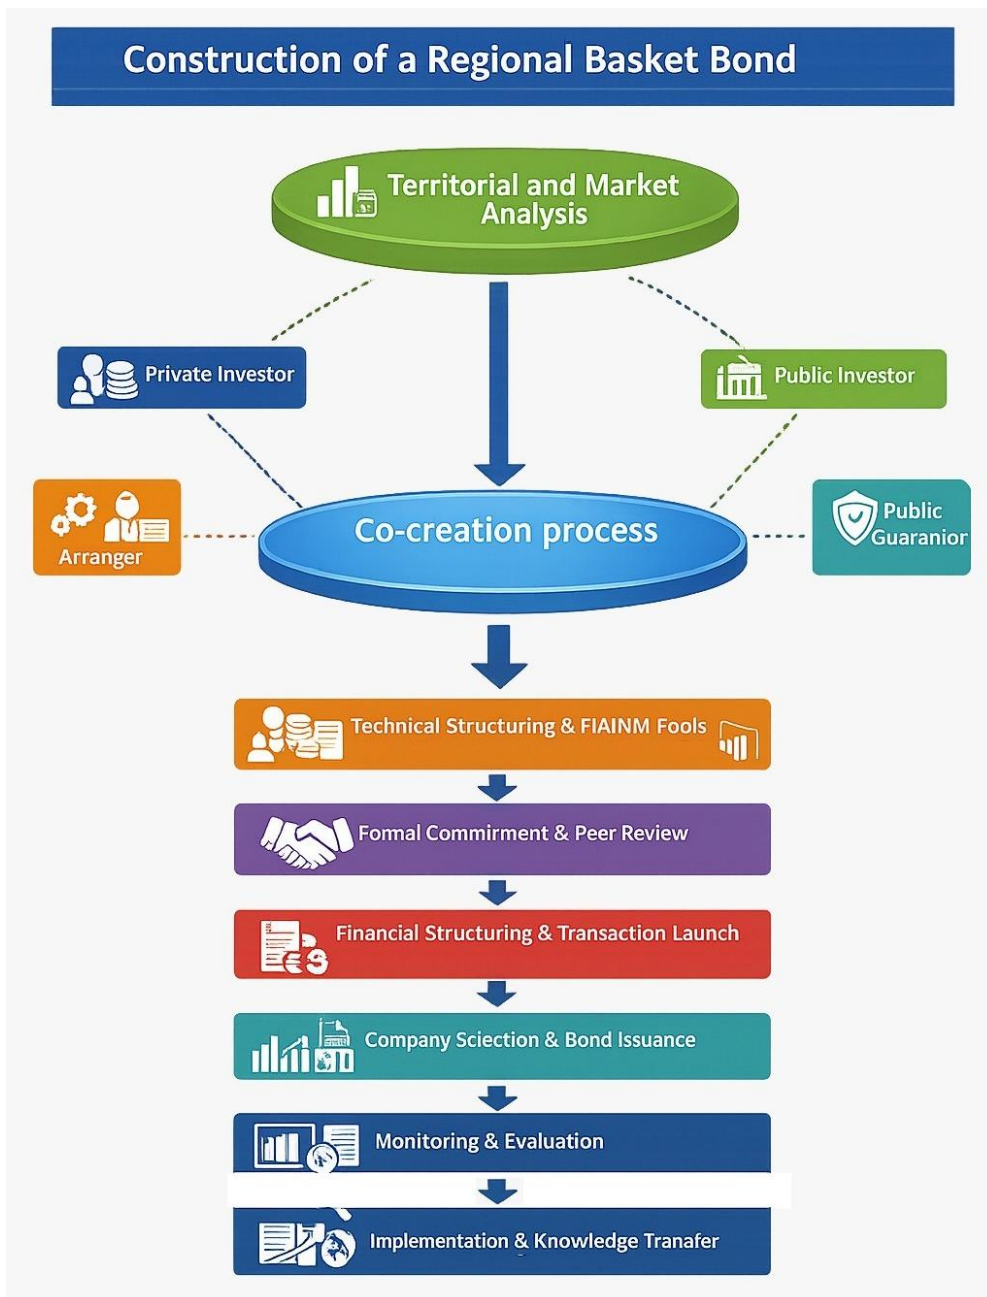 Construction of a Regional Basket Bond
Territorial and Market
Analysis
Private Investor
Public Investor
Arranger
Co-creation process
Public
Guaranior
Technical Structuring & FIAINM Fools
Fomal Commirment & Peer Review
Financial Structuring & Transaction Launch
Company Sciection & Bond Issuance
Monitoring & Evaluation
Implementation & Knowledge Tranafer